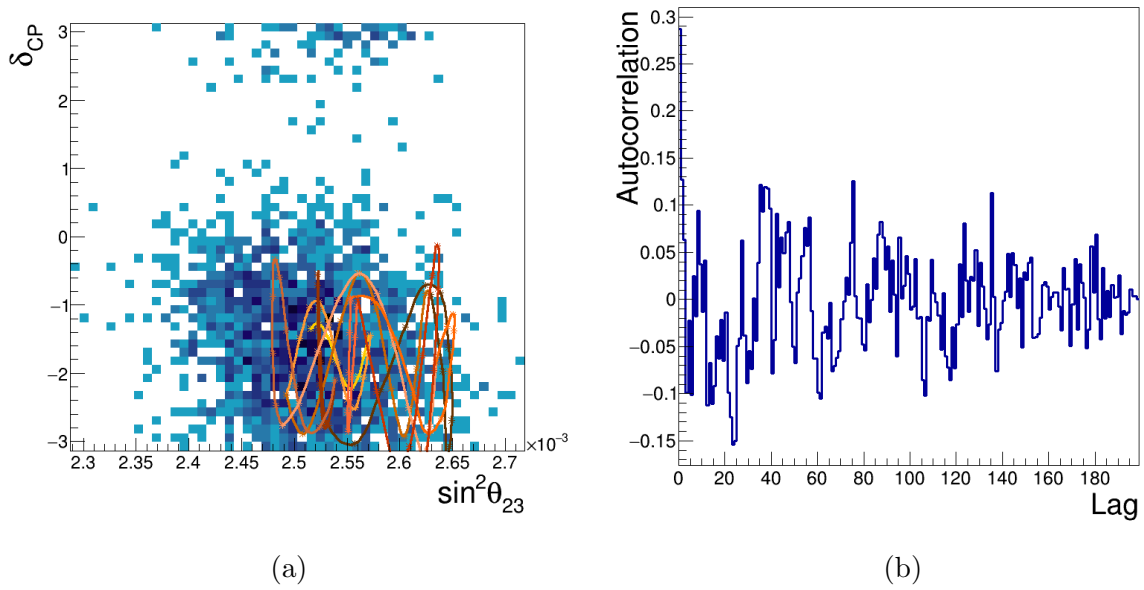 δCP
3
2
1
0
−1
−2
−3
2.3 2.35 2.4 2.45 2.5 2.55 2.6 2.65 2.7
×10⁻³
sin²θ₂₃
(a)
Autocorrelation
0.3
0.25
0.2
0.15
0.1
0.05
0
−0.05
−0.1
−0.15
0 20 40 60 80 100 120 140 160 180
Lag
(b)